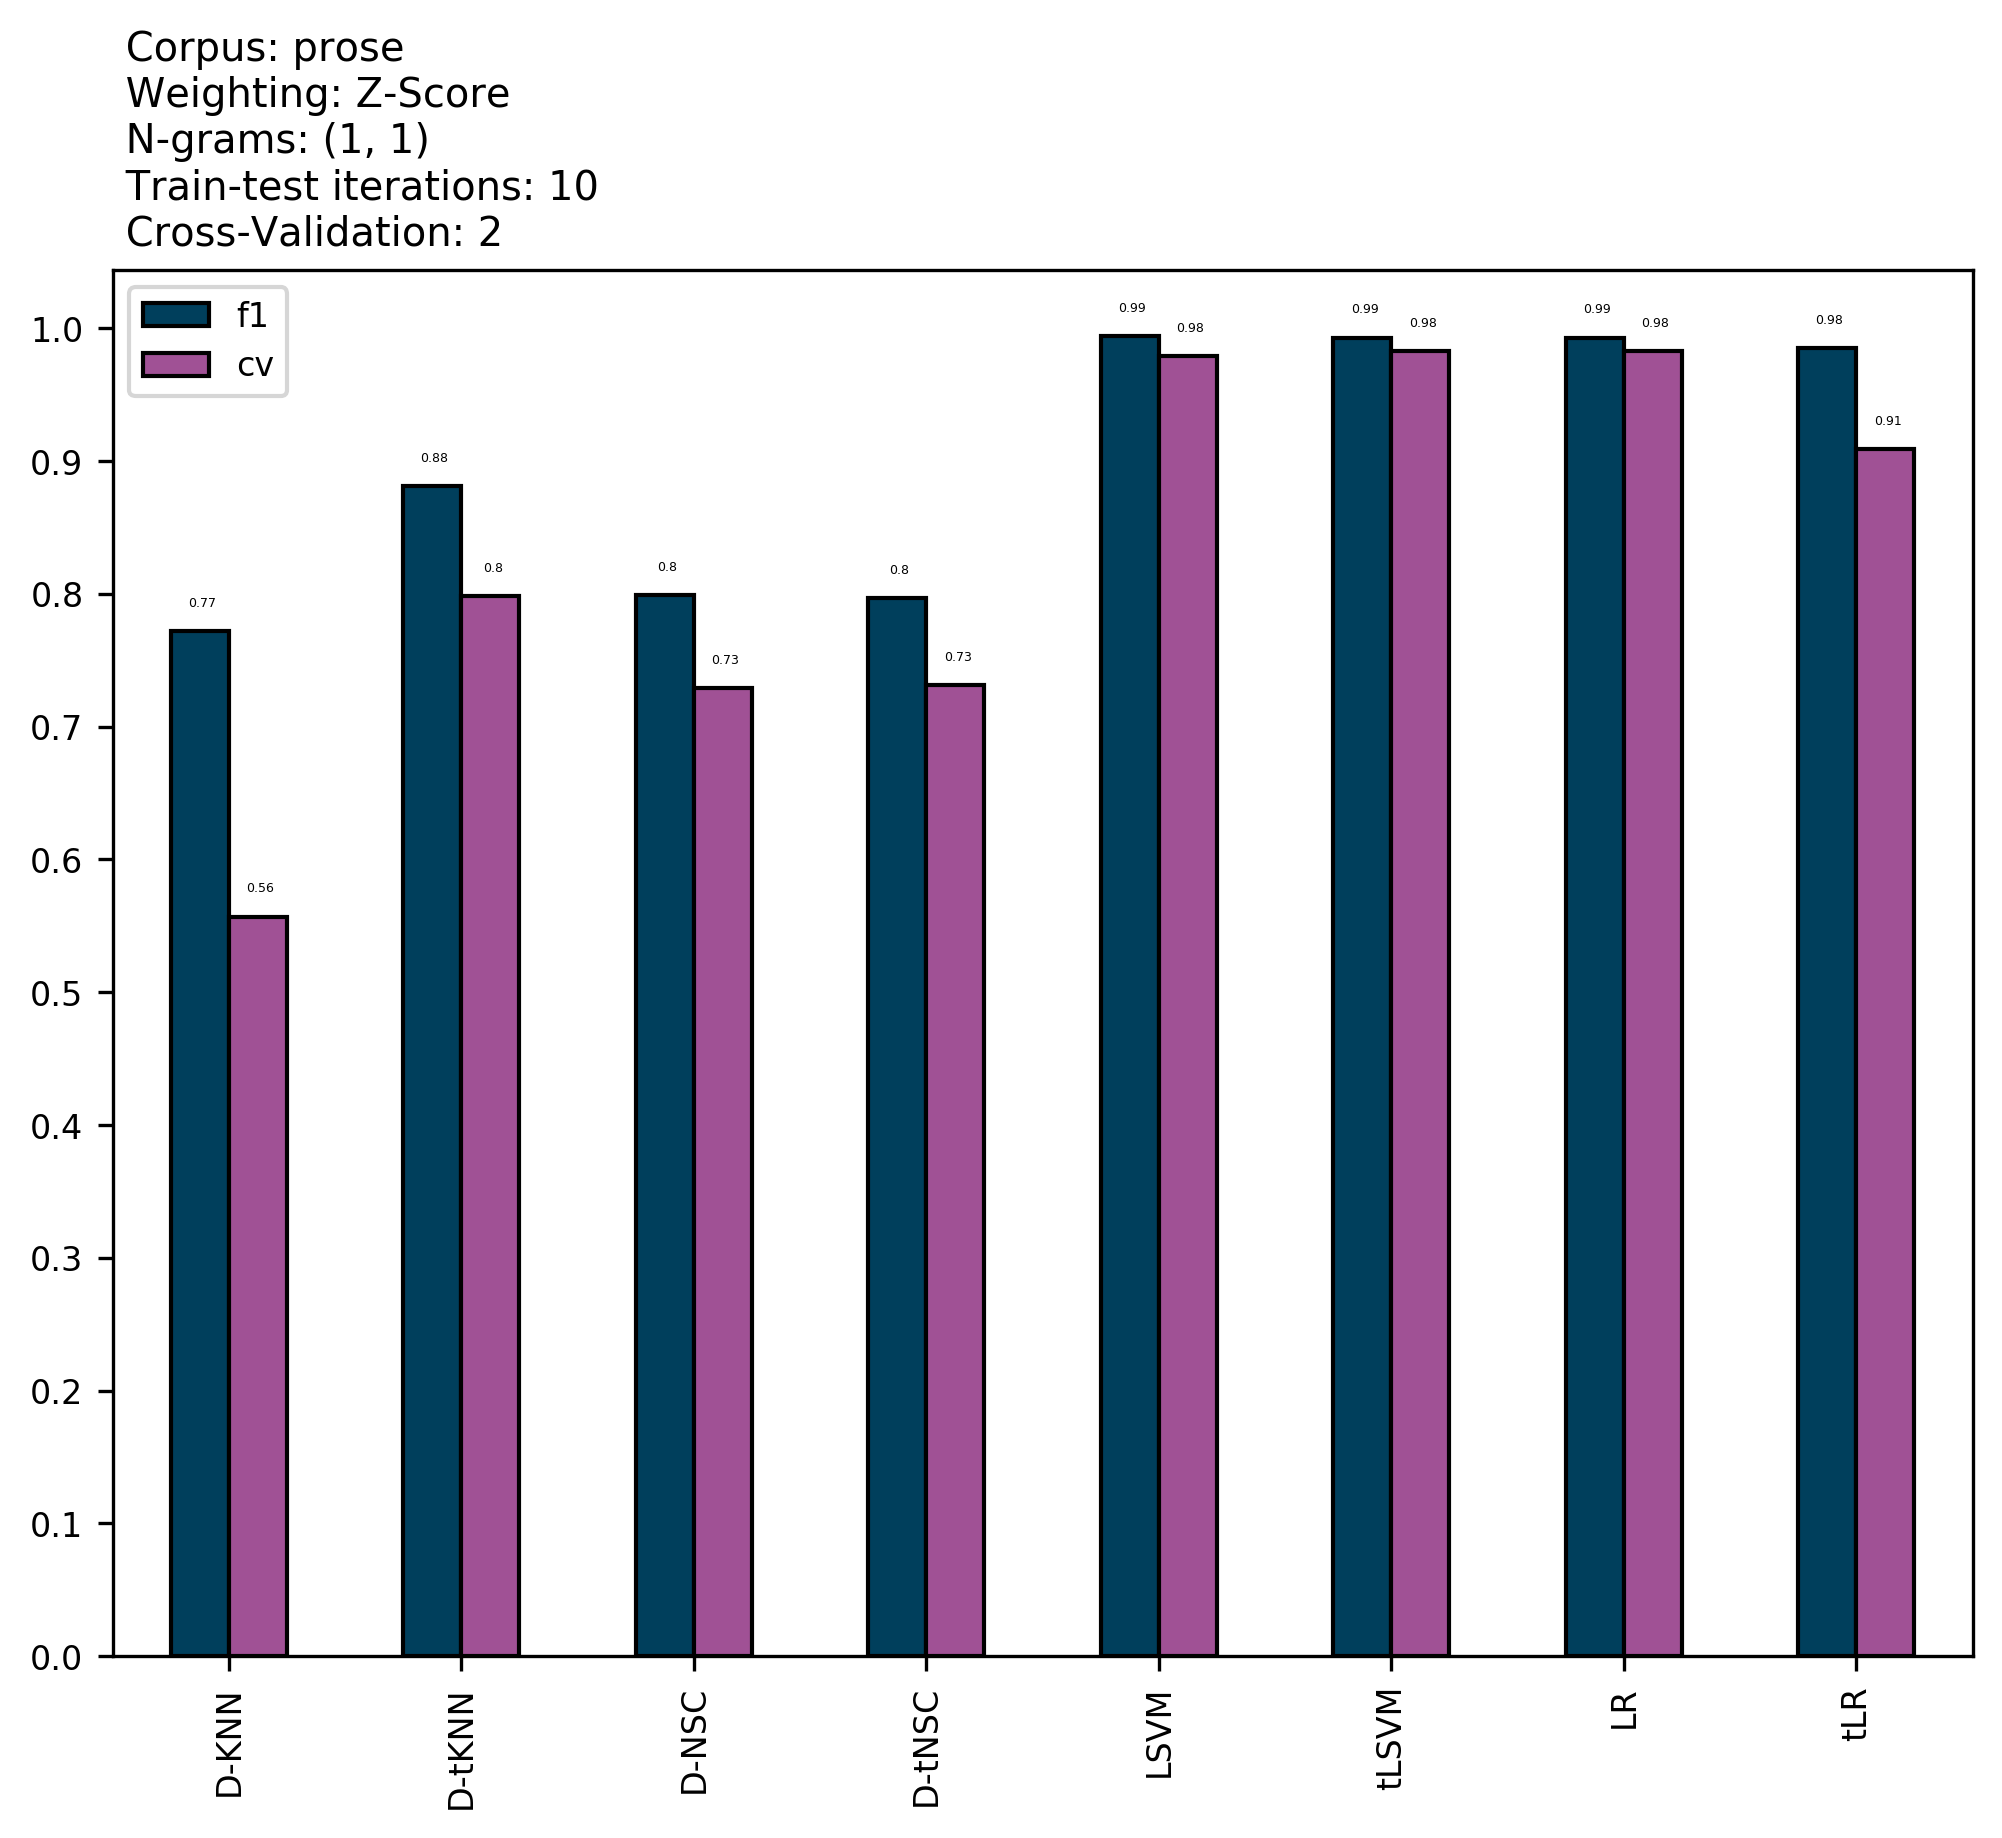 Corpus: prose
Weighting: Z-Score
N-grams: (1, 1)
Train-test iterations: 10
Cross-Validation: 2
f1
cv
1.0
0.9
0.8
0.7
0.6
0.5
0.4
0.3
0.2
0.1
0.0
0.77
0.56
0.88
0.8
0.8
0.73
0.8
0.73
0.99
0.98
0.99
0.98
0.99
0.98
0.98
0.91
D-KNN
D-tKNN
D-NSC
D-tNSC
LSVM
tLSVM
LR
tLR